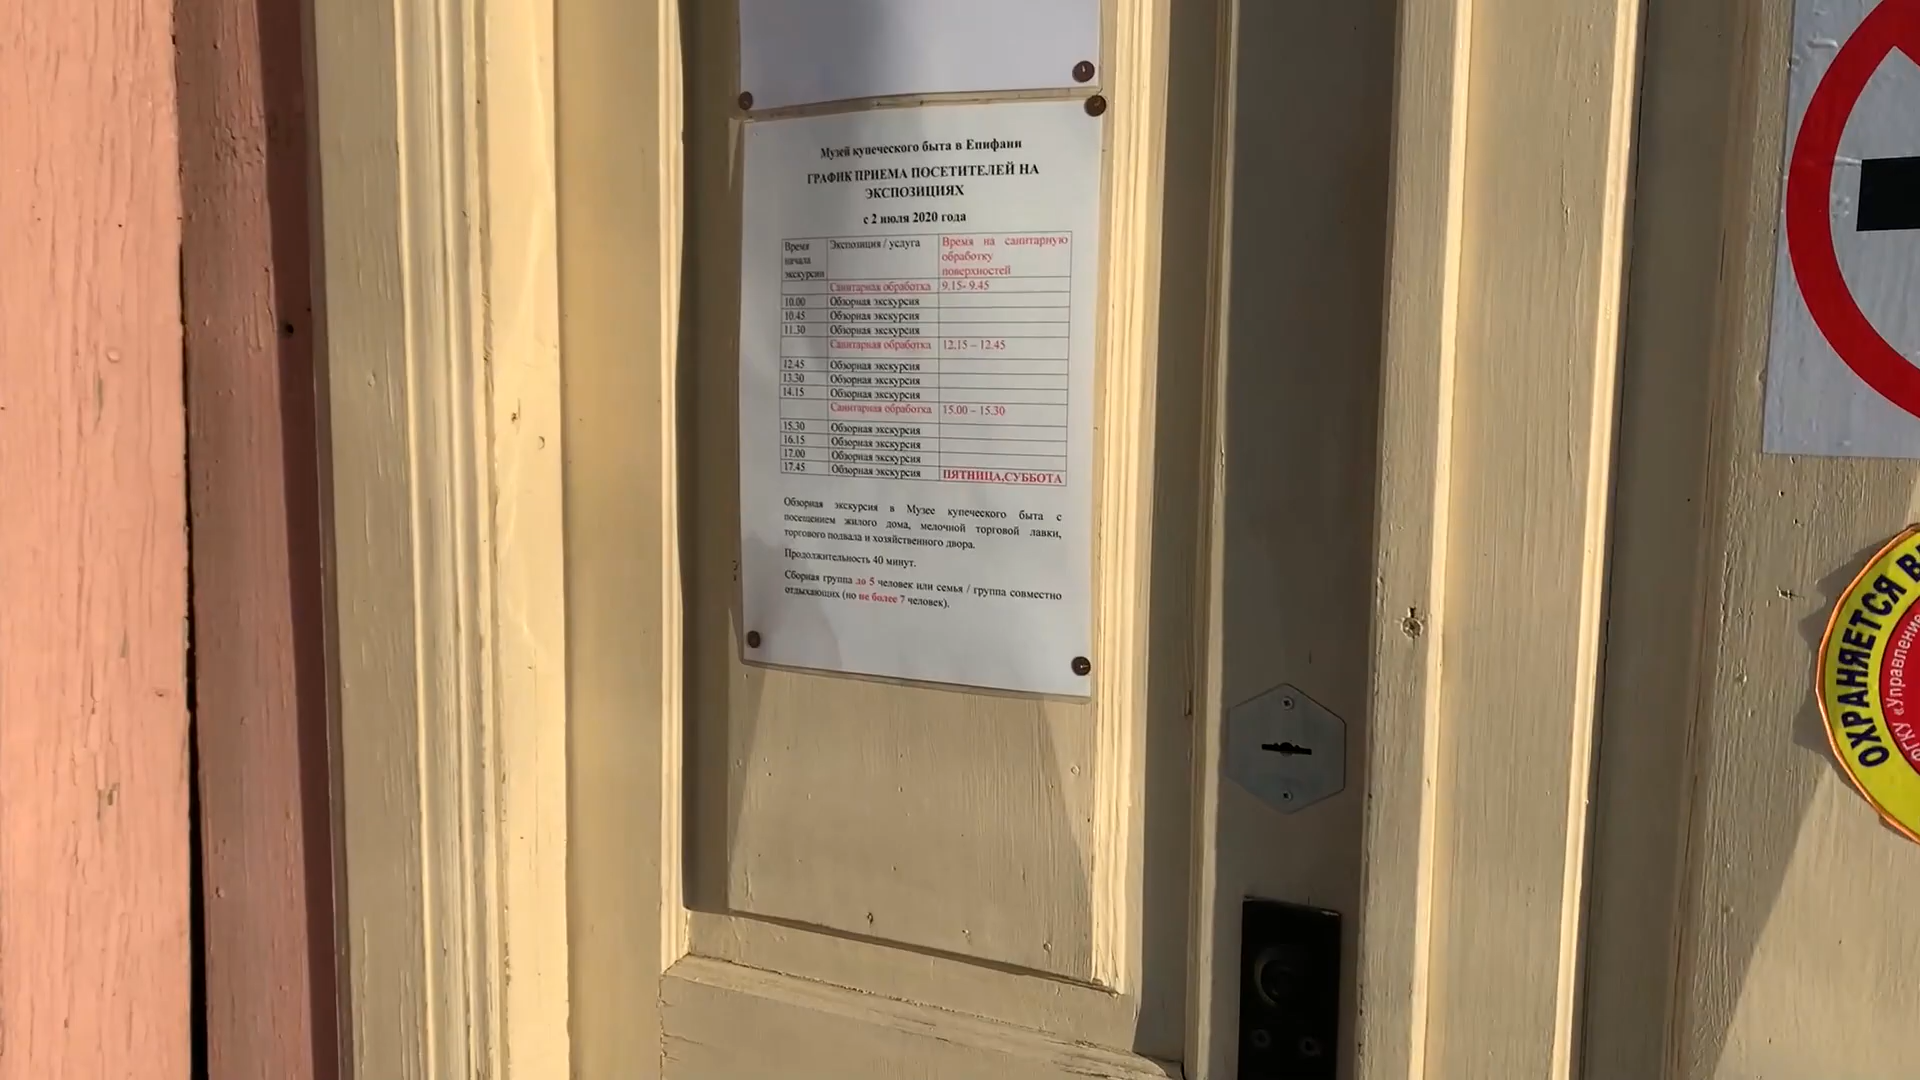 Музей купеческого быта в Епифани
ГРАФИК ПРИЕМА ПОСЕТИТЕЛЕЙ НА
ЭКСПОЗИЦИЯХ
с 2 июля 2020 года
Время начала экскурсии Экспозиция / услуга Время на санитарную обработку поверхностей
Санитарная обработка 9.15- 9.45
10.00 Обзорная экскурсия
10.45 Обзорная экскурсия
11.30 Обзорная экскурсия
Санитарная обработка 12.15 – 12.45
12.45 Обзорная экскурсия
13.30 Обзорная экскурсия
14.15 Обзорная экскурсия
Санитарная обработка 15.00 – 15.30
15.30 Обзорная экскурсия
16.15 Обзорная экскурсия
17.00 Обзорная экскурсия
17.45 Обзорная экскурсия ПЯТНИЦА,СУББОТА
Обзорная экскурсия в Музее купеческого быта с
посещением жилого дома, мелочной торговой лавки,
торгового подвала и хозяйственного двора.
Продолжительность 40 минут.
Сборная группа до 5 человек или семья / группа совместно
отдыхающих (но не более 7 человек).
ОХРАНЯЕТСЯ
ФГКУ «Управление